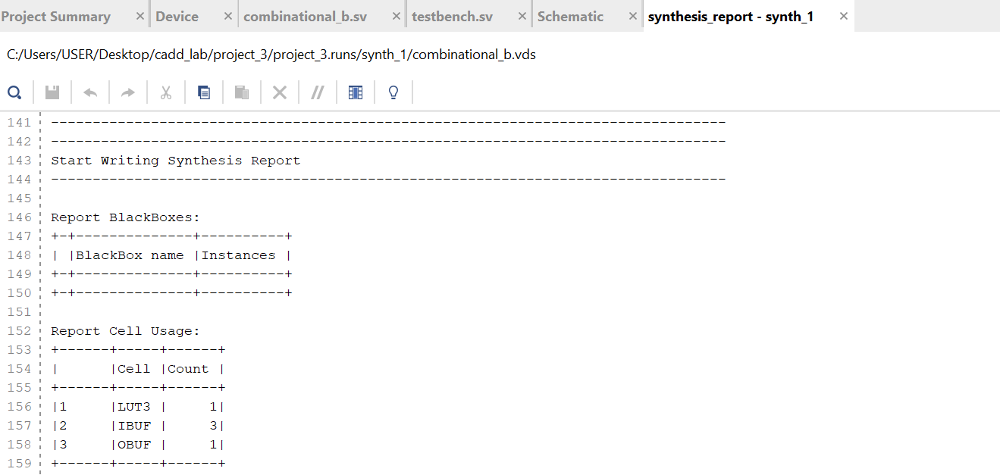 Project Summary × Device × combinational_b.sv × testbench.sv × Schematic × synthesis_report - synth_1 ×
C:/Users/USER/Desktop/cadd_lab/project_3/project_3.runs/synth_1/combinational_b.vds
141 ---------------------------------------------------------------------------------
142 ---------------------------------------------------------------------------------
143 Start Writing Synthesis Report
144 ---------------------------------------------------------------------------------
145
146 Report BlackBoxes:
147 +-+--------------+----------+
148 | |BlackBox name |Instances |
149 +-+--------------+----------+
150 +-+--------------+----------+
151
152 Report Cell Usage:
153 +------+-----+------+
154 |      |Cell |Count |
155 +------+-----+------+
156 |1     |LUT3 |     1|
157 |2     |IBUF |     3|
158 |3     |OBUF |     1|
159 +------+-----+------+